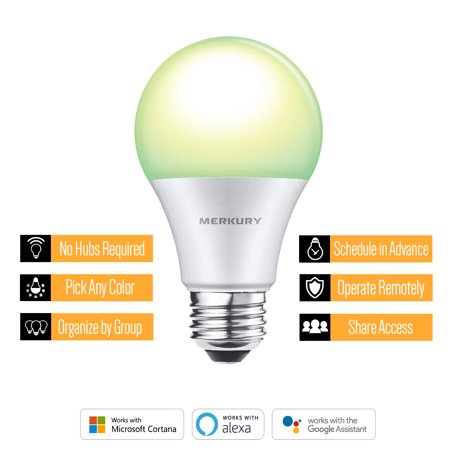 MERKURY
No Hubs Required
Pick Any Color
Organize by Group
Schedule in Advance
Operate Remotely
Share Access
Works with
Microsoft Cortana
WORKS WITH
alexa
works with the
Google Assistant